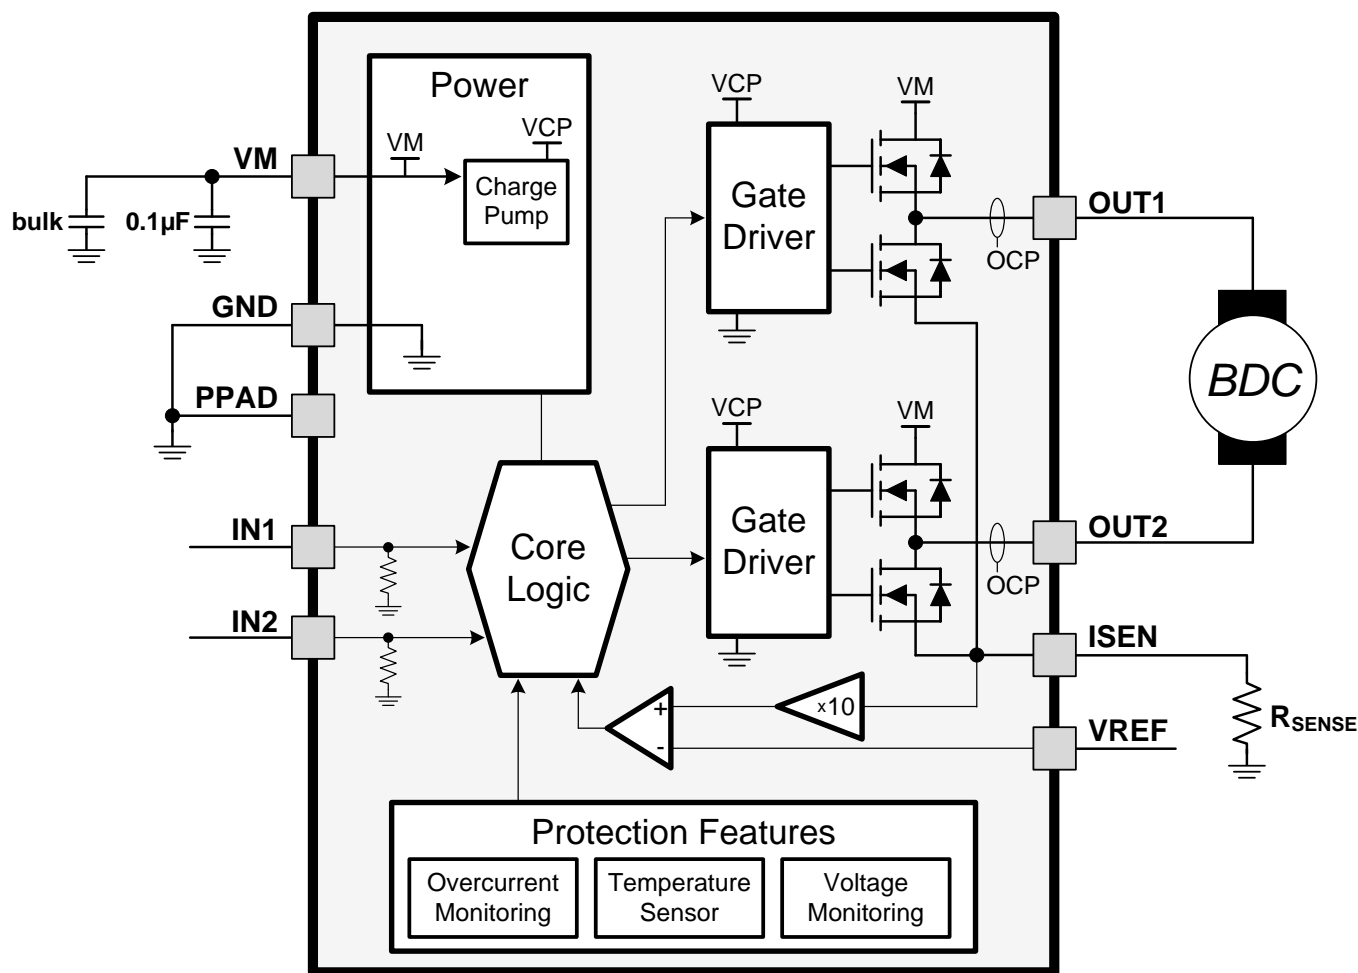 Power
VCP
VM
Charge
Pump
VM
bulk
0.1µF
GND
PPAD
IN1
IN2
Core
Logic
VCP
Gate
Driver
VM
OCP
OUT1
BDC
VCP
Gate
Driver
VM
OCP
OUT2
ISEN
RSENSE
VREF
x10
+
-
Protection Features
Overcurrent
Monitoring
Temperature
Sensor
Voltage
Monitoring